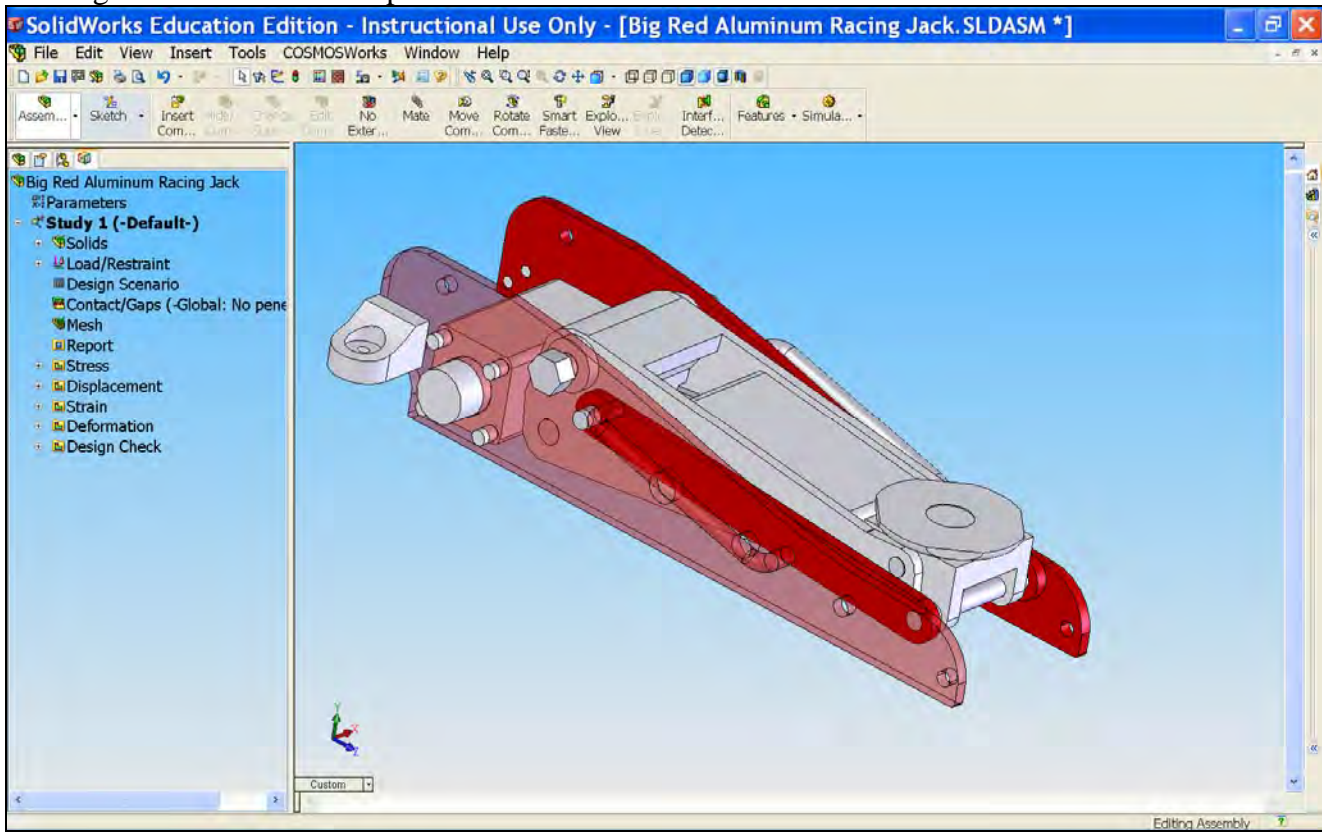 SolidWorks Education Edition - Instructional Use Only - [Big Red Aluminum Racing Jack.SLDASM *]
File Edit View Insert Tools COSMOSWorks Window Help
Assem... Sketch Insert Com... No Exter... Mate Move Com... Rotate Com... Smart Faste... Explo... View Interf... Detec... Features Simula...
Big Red Aluminum Racing Jack
Parameters
Study 1 (-Default-)
Solids
Load/Restraint
Design Scenario
Contact/Gaps (-Global: No pene
Mesh
Report
Stress
Displacement
Strain
Deformation
Design Check
Y
X
Z
Custom
Editing Assembly